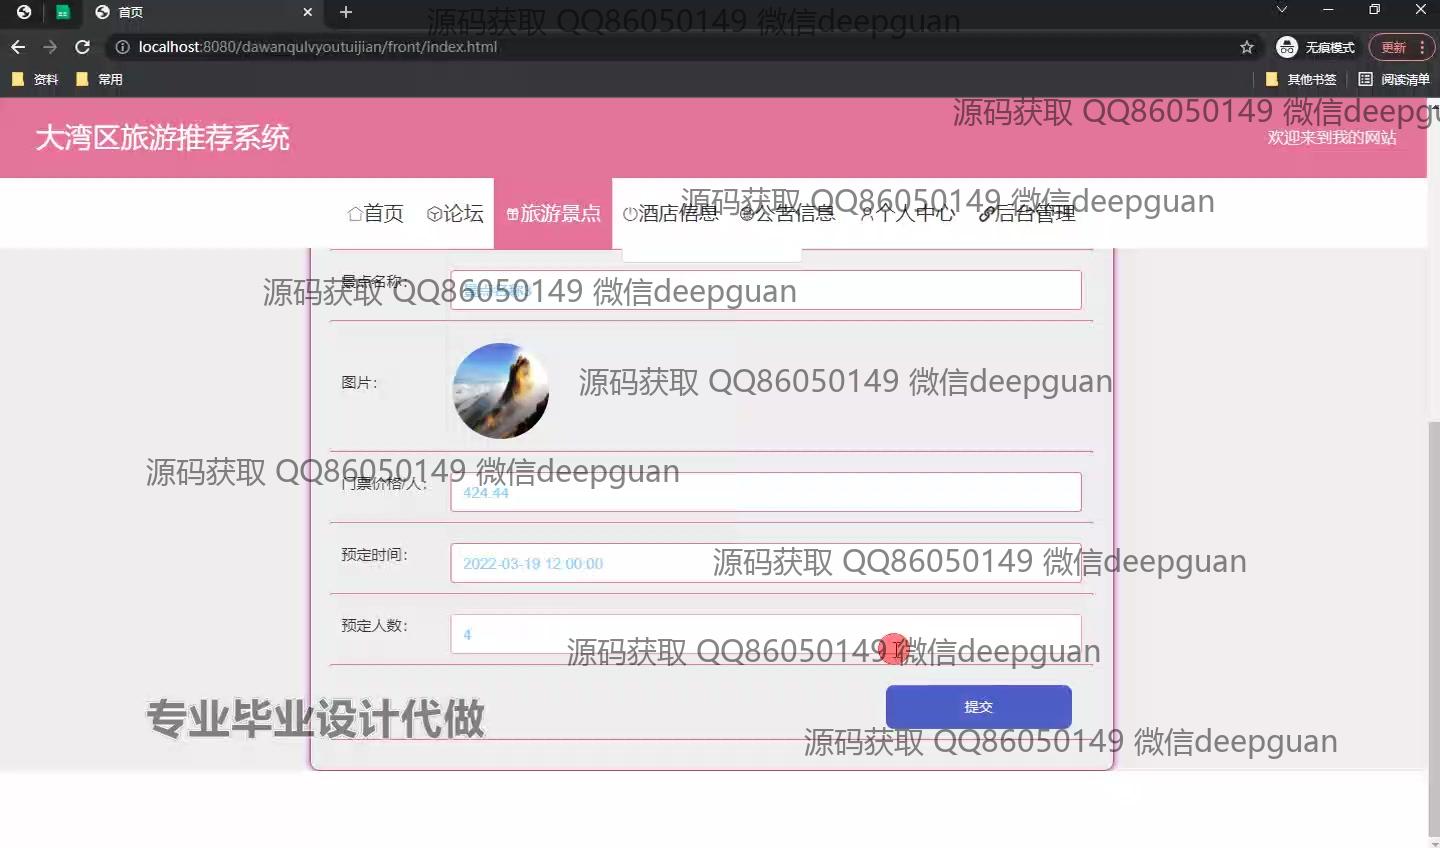 首页
源码获取 QQ86050149 微信deepguan
localhost:8080/dawanqulvyoutuijian/front/index.html
无痕模式
更新
资料
常用
其他书签
阅读清单
源码获取 QQ86050149 微信deepgu
大湾区旅游推荐系统
欢迎来到我的网站
源码获取 QQ86050149 微信deepguan
首页
论坛
旅游景点
酒店信息
公告信息
个人中心
后台管理
景点名称:
源码获取 QQ86050149 微信deepguan
图片:
源码获取 QQ86050149 微信deepguan
源码获取 QQ86050149 微信deepguan
门票价格/人:
424.44
预定时间:
2022-03-19 12:00:00
源码获取 QQ86050149 微信deepguan
预定人数:
4
源码获取 QQ86050149 微信deepguan
提交
专业毕业设计代做
源码获取 QQ86050149 微信deepguan